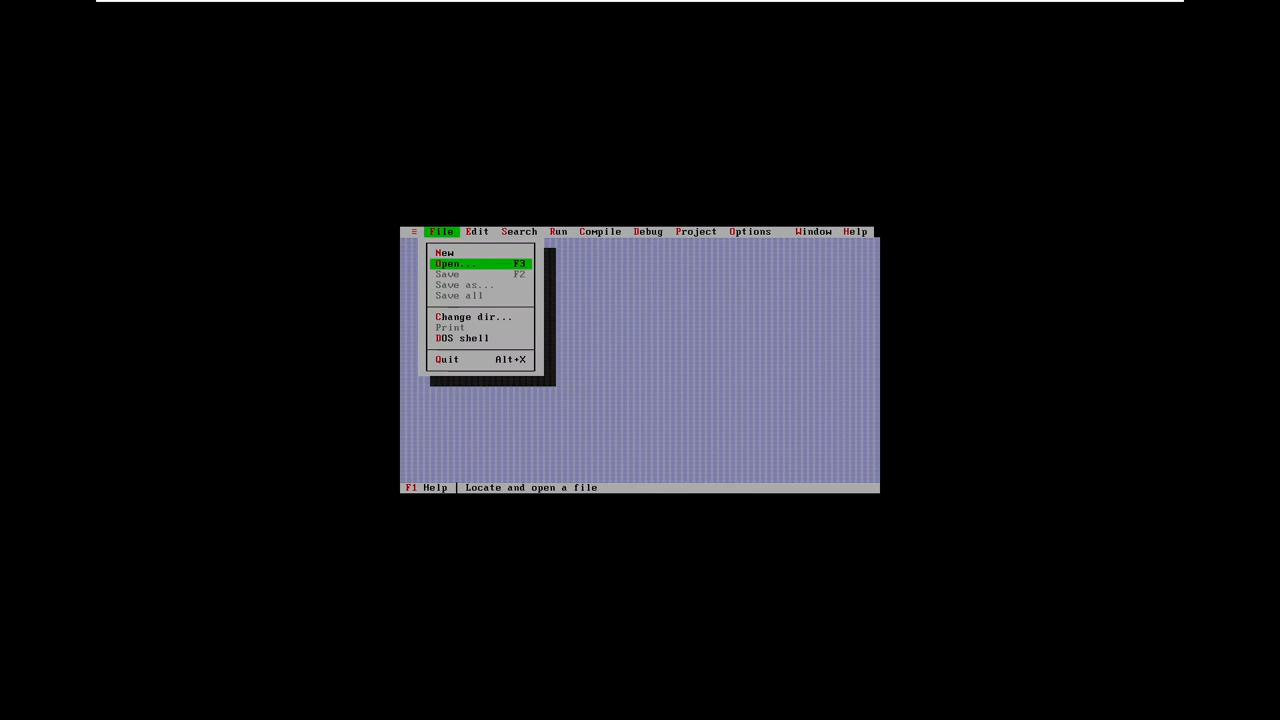 ≡ File Edit Search Run Compile Debug Project Options Window Help
New
Open... F3
Save F2
Save as...
Save all
Change dir...
Print
DOS shell
Quit Alt+X
F1 Help | Locate and open a file